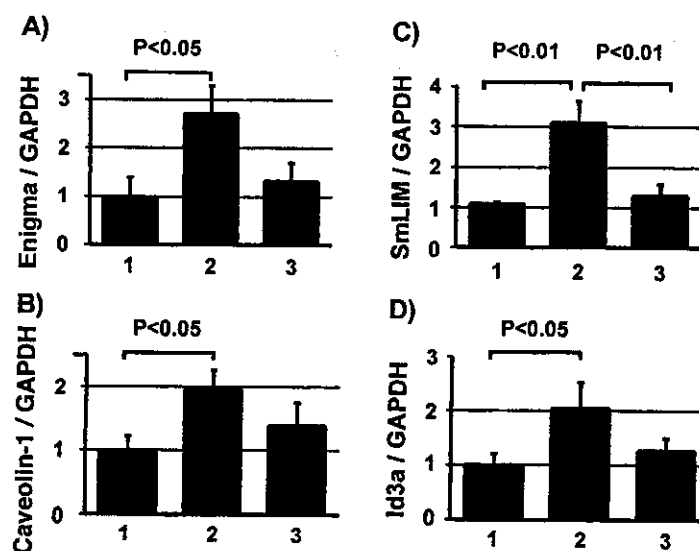 A)
P<0.05
Enigma / GAPDH
3
2
1
0
1 2 3
B)
P<0.05
Caveolin-1 / GAPDH
2
1
0
1 2 3
C)
P<0.01 P<0.01
SmLIM / GAPDH
4
3
2
1
0
1 2 3
D)
P<0.05
Id3a / GAPDH
3
2
1
0
1 2 3